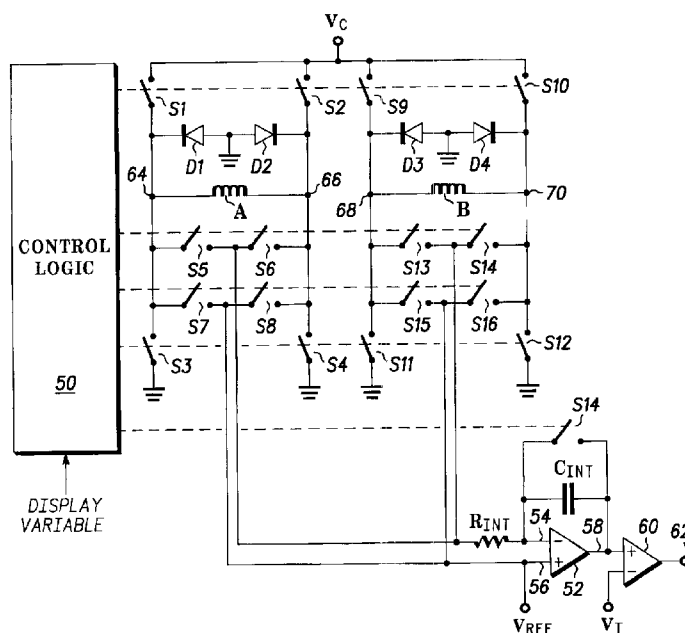 V_C
S1
S2
S9
S10
D1
D2
D3
D4
64
66
68
70
A
B
CONTROL
LOGIC
50
S5
S6
S13
S14
S7
S8
S15
S16
S3
S4
S11
S12
DISPLAY
VARIABLE
S14
C_INT
R_INT
54
58
60
62
56
52
V_REF
V_T